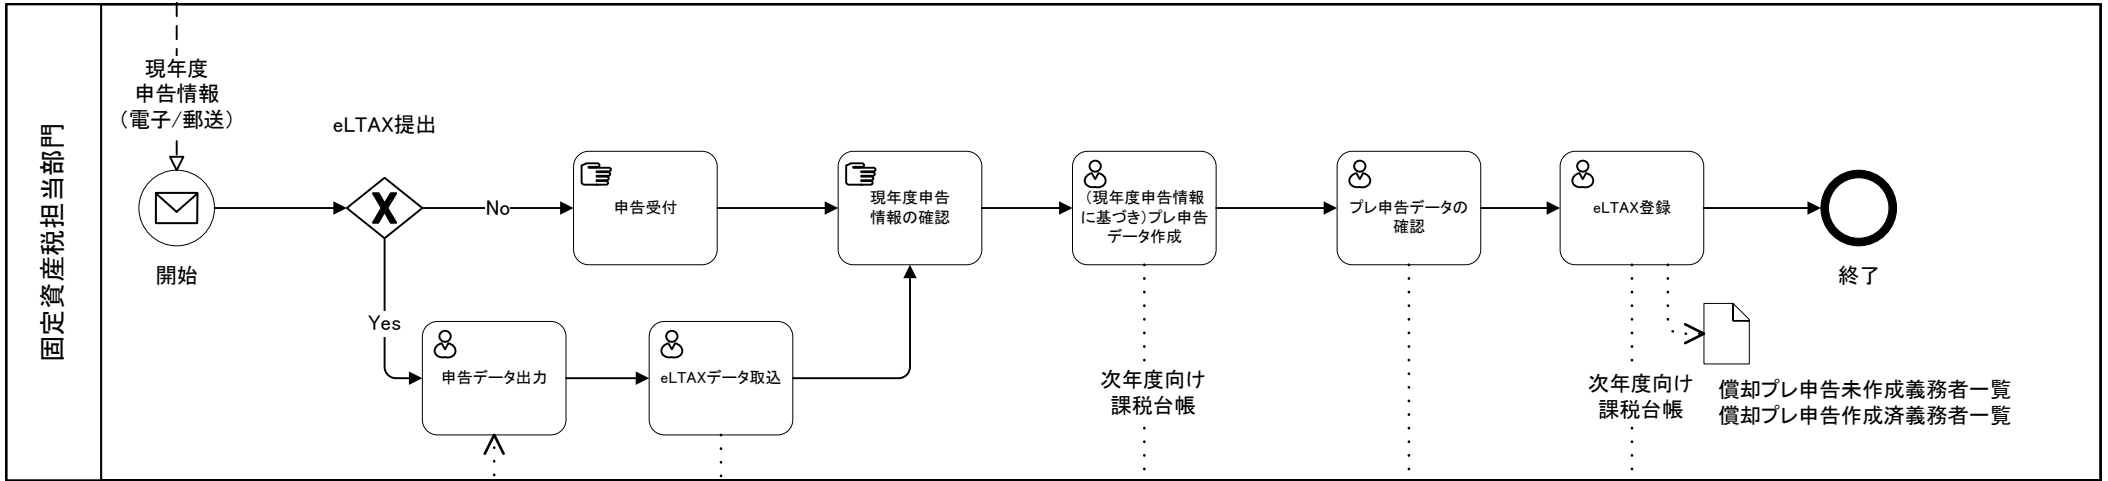 固定資産税担当部門
現年度
申告情報
（電子/郵送）
開始
eLTAX提出
No
Yes
申告受付
現年度申告
情報の確認
(現年度申告情報
に基づき)プレ申告
データ作成
プレ申告データの
確認
eLTAX登録
終了
申告データ出力
eLTAXデータ取込
次年度向け
課税台帳
次年度向け
課税台帳
償却プレ申告未作成義務者一覧
償却プレ申告作成済義務者一覧